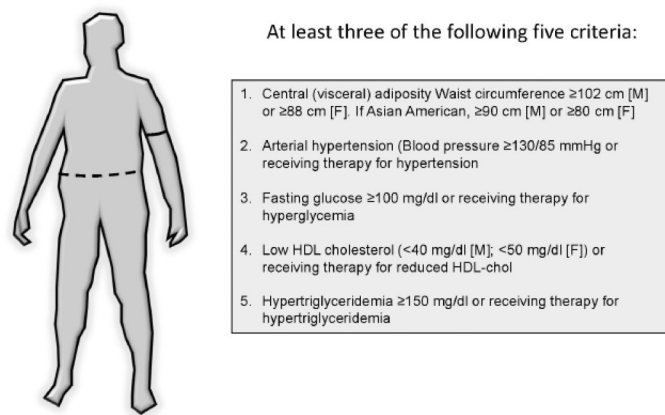 At least three of the following five criteria:
1. Central (visceral) adiposity Waist circumference ≥102 cm [M]
or ≥88 cm [F]. If Asian American, ≥90 cm [M] or ≥80 cm [F]
2. Arterial hypertension (Blood pressure ≥130/85 mmHg or
receiving therapy for hypertension
3. Fasting glucose ≥100 mg/dl or receiving therapy for
hyperglycemia
4. Low HDL cholesterol (<40 mg/dl [M]; <50 mg/dl [F]) or
receiving therapy for reduced HDL-chol
5. Hypertriglyceridemia ≥150 mg/dl or receiving therapy for
hypertriglyceridemia